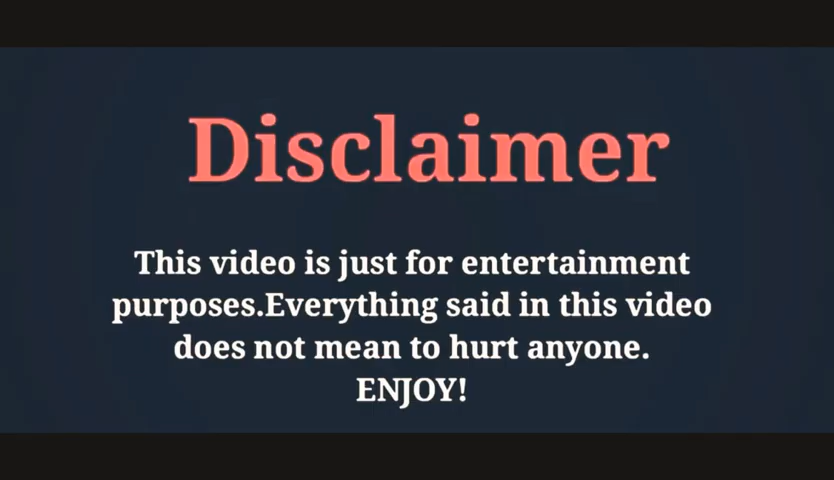 Disclaimer
This video is just for entertainment
purposes.Everything said in this video
does not mean to hurt anyone.
ENJOY!